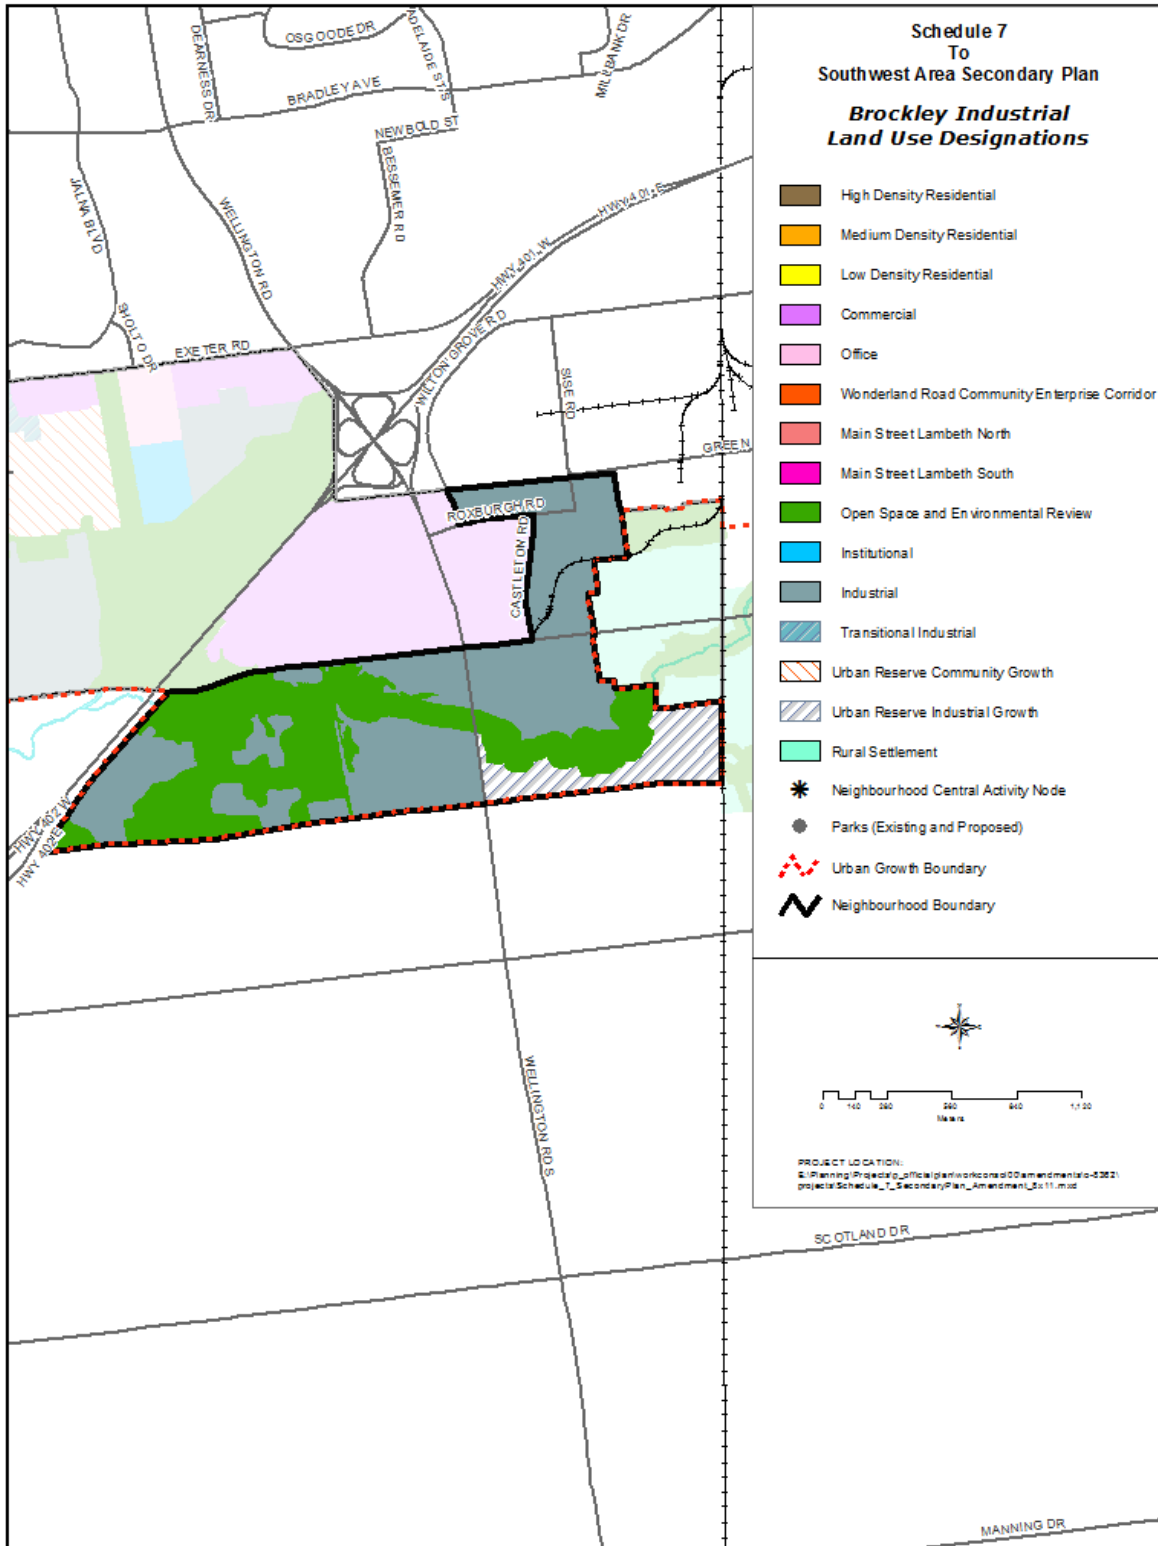 Schedule 7
To
Southwest Area Secondary Plan
Brockley Industrial
Land Use Designations
High Density Residential
Medium Density Residential
Low Density Residential
Commercial
Office
Wonderland Road Community Enterprise Corridor
Main Street Lambeth North
Main Street Lambeth South
Open Space and Environmental Review
Institutional
Industrial
Transitional Industrial
Urban Reserve Community Growth
Urban Reserve Industrial Growth
Rural Settlement
Neighbourhood Central Activity Node
Parks (Existing and Proposed)
Urban Growth Boundary
Neighbourhood Boundary
0 140 280 560 840 1,120
Meters
PROJECT LOCATION:
DEARNESS DR
OSGOODE DR
ADELAIDE ST S
MILLBANK DR
BRADLEY AVE
NEWBOLD ST
BESSEMER RD
JALNA BLVD
WELLINGTON RD
HWY 401 E
HWY 401 W
SHOLTO DR
EXETER RD
WILTON GROVE RD
SISE RD
GREEN
ROXBURGH RD
CASTLETON RD
HWY 402 W
HWY 402 E
WELLINGTON RD S
SCOTLAND DR
MANNING DR